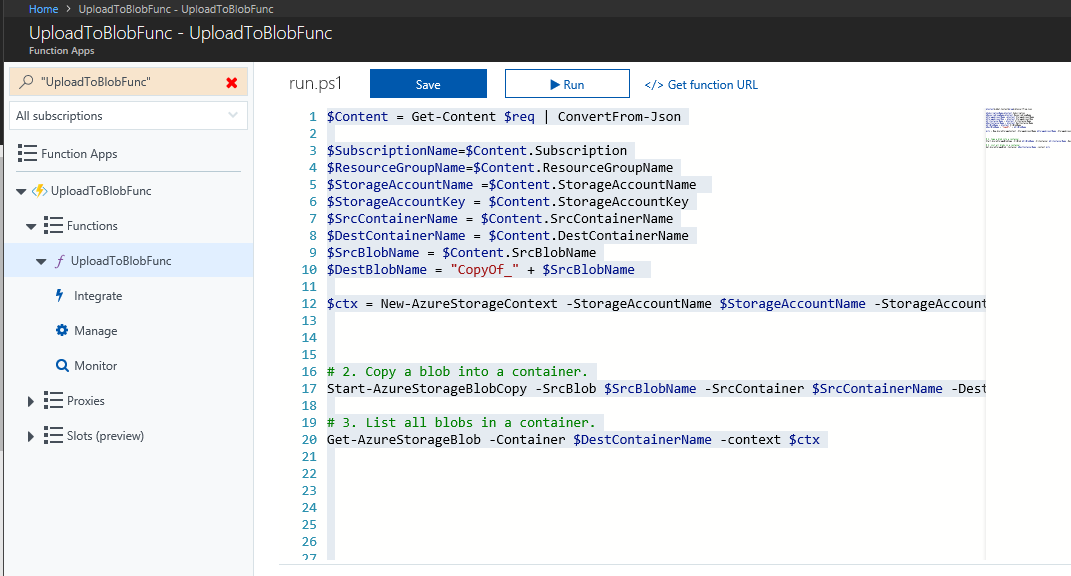 Home > UploadToBlobFunc - UploadToBlobFunc
UploadToBlobFunc - UploadToBlobFunc
Function Apps
"UploadToBlobFunc"
All subscriptions
Function Apps
UploadToBlobFunc
Functions
UploadToBlobFunc
Integrate
Manage
Monitor
Proxies
Slots (preview)
run.ps1
Save
Run
</> Get function URL
1 $Content = Get-Content $req | ConvertFrom-Json
2
3 $SubscriptionName=$Content.Subscription
4 $ResourceGroupName=$Content.ResourceGroupName
5 $StorageAccountName =$Content.StorageAccountName
6 $StorageAccountKey = $Content.StorageAccountKey
7 $SrcContainerName = $Content.SrcContainerName
8 $DestContainerName = $Content.DestContainerName
9 $SrcBlobName = $Content.SrcBlobName
10 $DestBlobName = "CopyOf_" + $SrcBlobName
11
12 $ctx = New-AzureStorageContext -StorageAccountName $StorageAccountName -StorageAccount
13
14
15
16 # 2. Copy a blob into a container.
17 Start-AzureStorageBlobCopy -SrcBlob $SrcBlobName -SrcContainer $SrcContainerName -Dest
18
19 # 3. List all blobs in a container.
20 Get-AzureStorageBlob -Container $DestContainerName -context $ctx
21
22
23
24
25
26
27